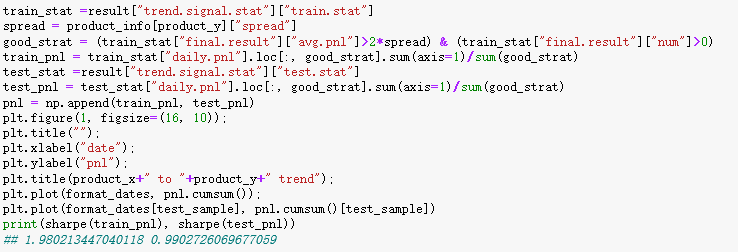 train_stat =result["trend.signal.stat"]["train.stat"]
spread = product_info[product_y]["spread"]
good_strat = (train_stat["final.result"]["avg.pnl"]>2*spread) & (train_stat["final.result"]["num"]>0)
train_pnl = train_stat["daily.pnl"].loc[:, good_strat].sum(axis=1)/sum(good_strat)
test_stat =result["trend.signal.stat"]["test.stat"]
test_pnl = test_stat["daily.pnl"].loc[:, good_strat].sum(axis=1)/sum(good_strat)
pnl = np.append(train_pnl, test_pnl)
plt.figure(1, figsize=(16, 10));
plt.title("");
plt.xlabel("date");
plt.ylabel("pnl");
plt.title(product_x+" to "+product_y+" trend");
plt.plot(format_dates, pnl.cumsum());
plt.plot(format_dates[test_sample], pnl.cumsum()[test_sample])
print(sharpe(train_pnl), sharpe(test_pnl))
## 1.980213447040118 0.9902726069677059